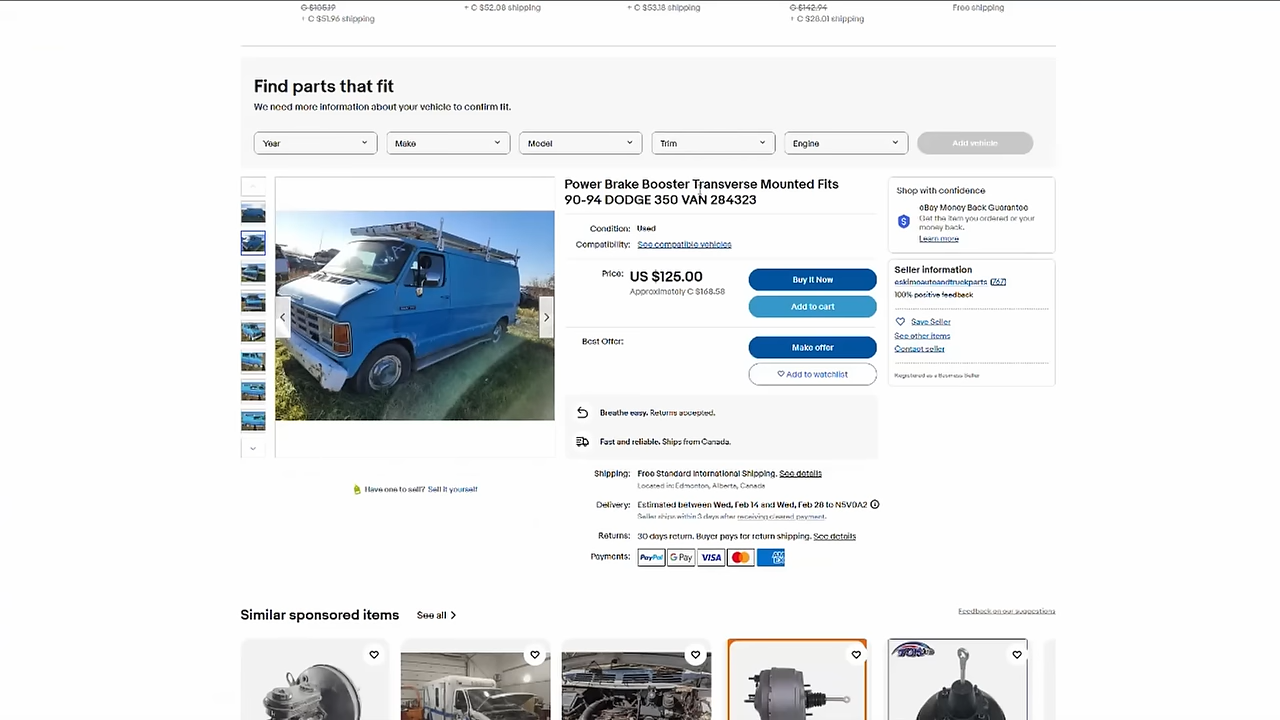 C $105.19
+ C $51.96 shipping
+ C $52.08 shipping
+ C $53.18 shipping
C $142.94
+ C $28.01 shipping
Free shipping
Find parts that fit
We need more information about your vehicle to confirm fit.
Year
Make
Model
Trim
Engine
Add vehicle
Power Brake Booster Transverse Mounted Fits
90-94 DODGE 350 VAN 284323
Condition: Used
Compatibility: See compatible vehicles
Price: US $125.00
Approximately C $168.58
Buy It Now
Add to cart
Best Offer:
Make offer
Add to watchlist
Breathe easy. Returns accepted.
Fast and reliable. Ships from Canada.
Shipping: Free Standard International Shipping. See details
Located in: Edmonton, Alberta, Canada
Delivery: Estimated between Wed, Feb 14 and Wed, Feb 28 to N5V0A2
Seller ships within 3 days after receiving cleared payment.
Returns: 30 days return. Buyer pays for return shipping. See details
Payments: PayPal G Pay VISA
Shop with confidence
eBay Money Back Guarantee
Get the item you ordered or your
money back.
Learn more
Seller information
eskimoautoandtruckparts (767)
100% positive feedback
Save Seller
See other items
Contact seller
Registered as a Business Seller
Have one to sell? Sell it yourself
Similar sponsored items See all
Feedback on our suggestions